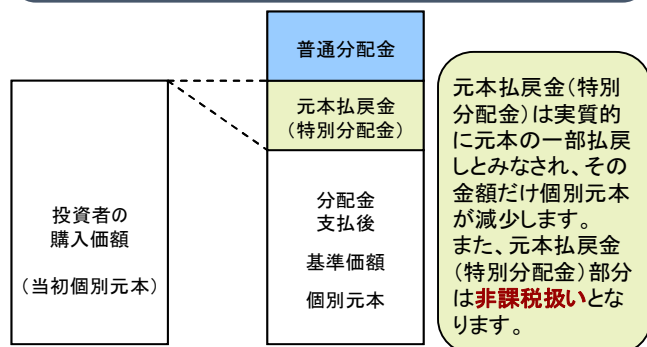 普通分配金
元本払戻金
(特別分配金)
投資者の
購入価額
(当初個別元本)
分配金
支払後
基準価額
個別元本
元本払戻金(特別
分配金)は実質的
に元本の一部払戻
しとみなされ、その
金額だけ個別元本
が減少します。
また、元本払戻金
(特別分配金)部分
は非課税扱いとな
ります。